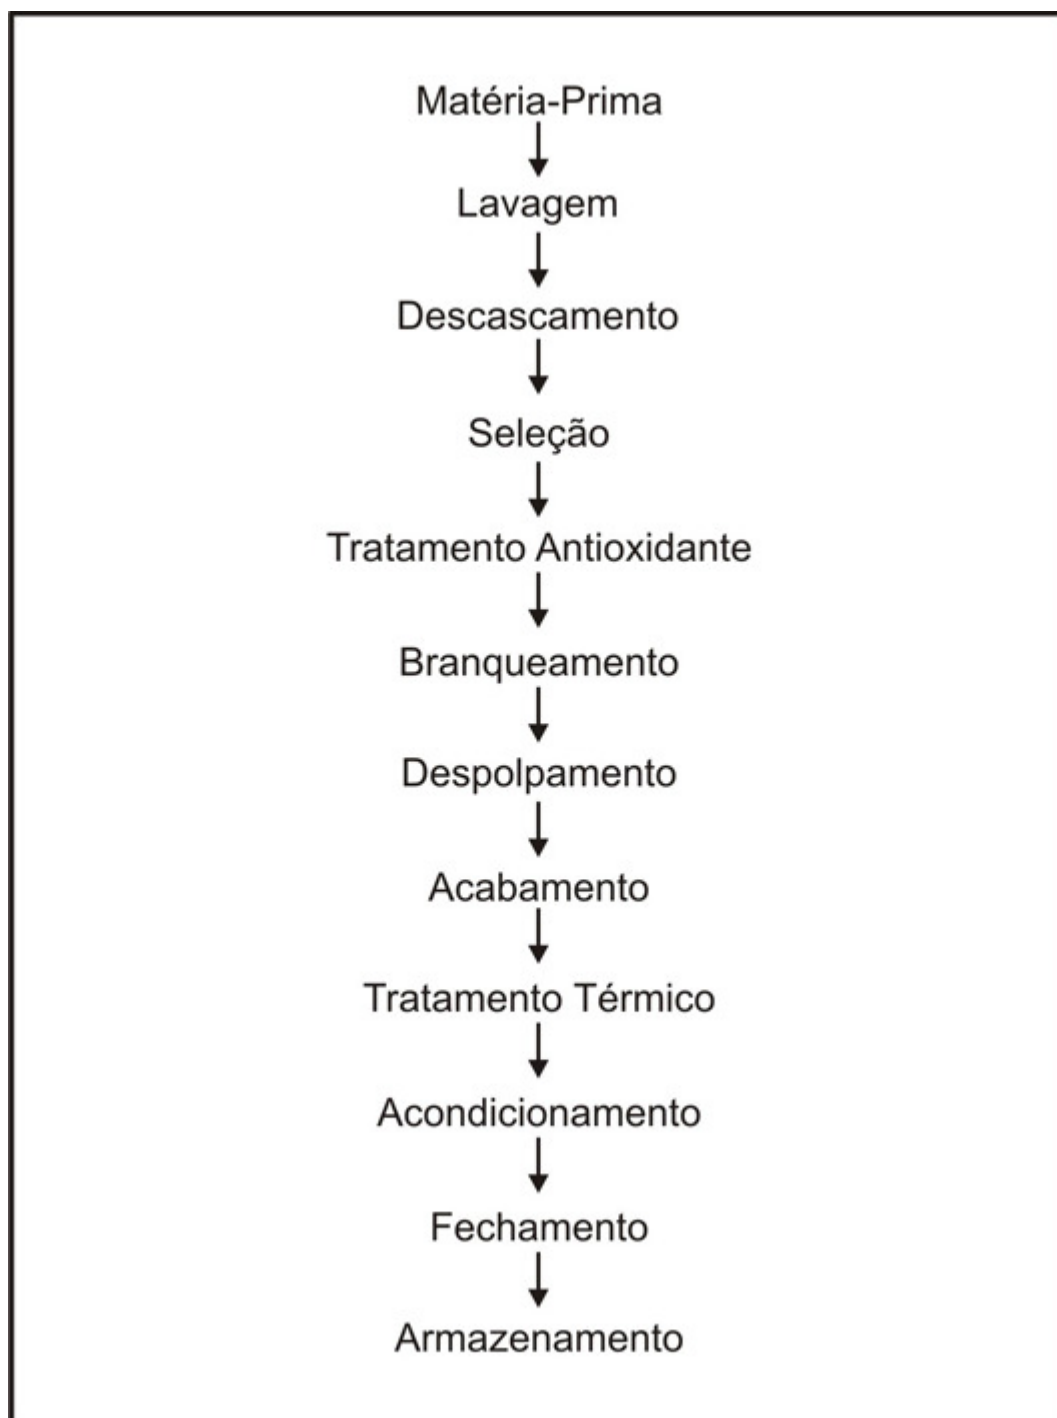 Matéria-Prima
Lavagem
Descascamento
Seleção
Tratamento Antioxidante
Branqueamento
Despolpamento
Acabamento
Tratamento Térmico
Acondicionamento
Fechamento
Armazenamento